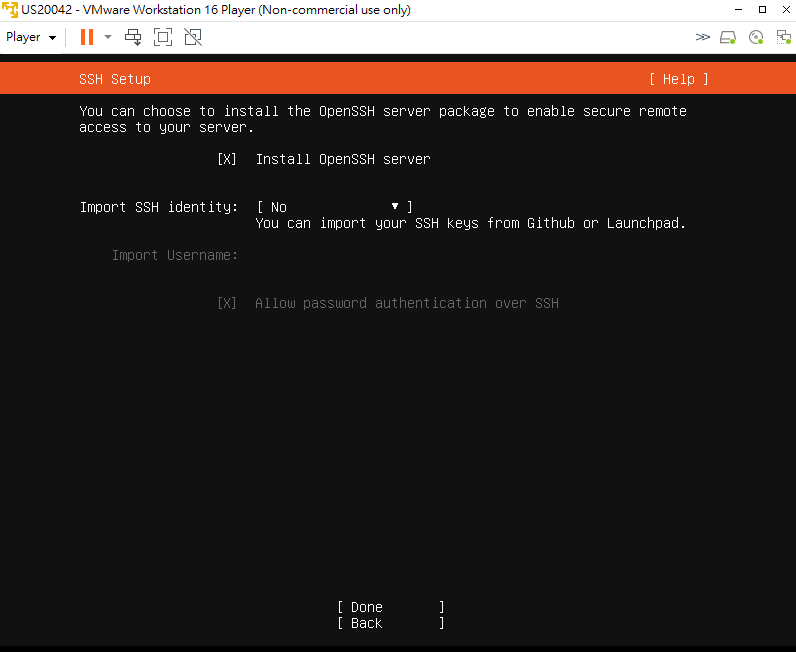 US20042 - VMware Workstation 16 Player (Non-commercial use only)
Player
SSH Setup [ Help ]
You can choose to install the OpenSSH server package to enable secure remote
access to your server.
[X] Install OpenSSH server
Import SSH identity: [ No ▾ ]
You can import your SSH keys from Github or Launchpad.
Import Username:
[X] Allow password authentication over SSH
[ Done ]
[ Back ]